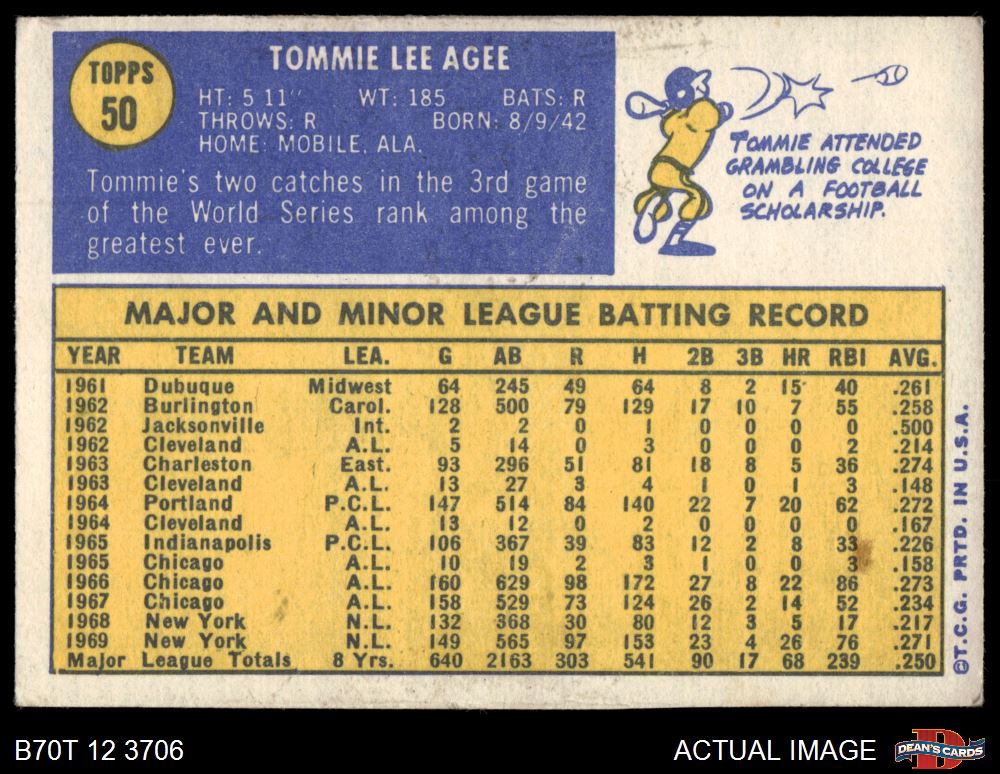 TOPPS
50
TOMMIE LEE AGEE
HT: 5 11" WT: 185 BATS: R
THROWS: R BORN: 8/9/42
HOME: MOBILE, ALA.
Tommie's two catches in the 3rd game
of the World Series rank among the
greatest ever.
TOMMIE ATTENDED
GRAMBLING COLLEGE
ON A FOOTBALL
SCHOLARSHIP.
MAJOR AND MINOR LEAGUE BATTING RECORD
YEAR TEAM LEA. G AB R H 2B 3B HR RBI AVG.
1961 Dubuque Midwest 64 245 49 64 8 2 15 40 .261
1962 Burlington Carol. 128 500 79 129 17 10 7 55 .258
1962 Jacksonville Int. 2 2 0 1 0 0 0 0 .500
1962 Cleveland A.L. 5 14 0 3 0 0 0 2 .214
1963 Charleston East. 93 296 51 81 18 8 5 36 .274
1963 Cleveland A.L. 13 27 3 4 1 0 1 3 .148
1964 Portland P.C.L. 147 514 84 140 22 7 20 62 .272
1964 Cleveland A.L. 13 12 0 2 0 0 0 0 .167
1965 Indianapolis P.C.L. 106 367 39 83 12 2 8 33 .226
1965 Chicago A.L. 10 19 2 3 1 0 0 3 .158
1966 Chicago A.L. 160 629 98 172 27 8 22 86 .273
1967 Chicago A.L. 158 529 73 124 26 2 14 52 .234
1968 New York N.L. 132 368 30 80 12 3 5 17 .217
1969 New York N.L. 149 565 97 153 23 4 26 76 .271
Major League Totals 8 Yrs. 640 2163 303 541 90 17 68 239 .250
©T.C.G. PRTD. IN U.S.A.
B70T 12 3706
ACTUAL IMAGE
DEAN'S CARDS